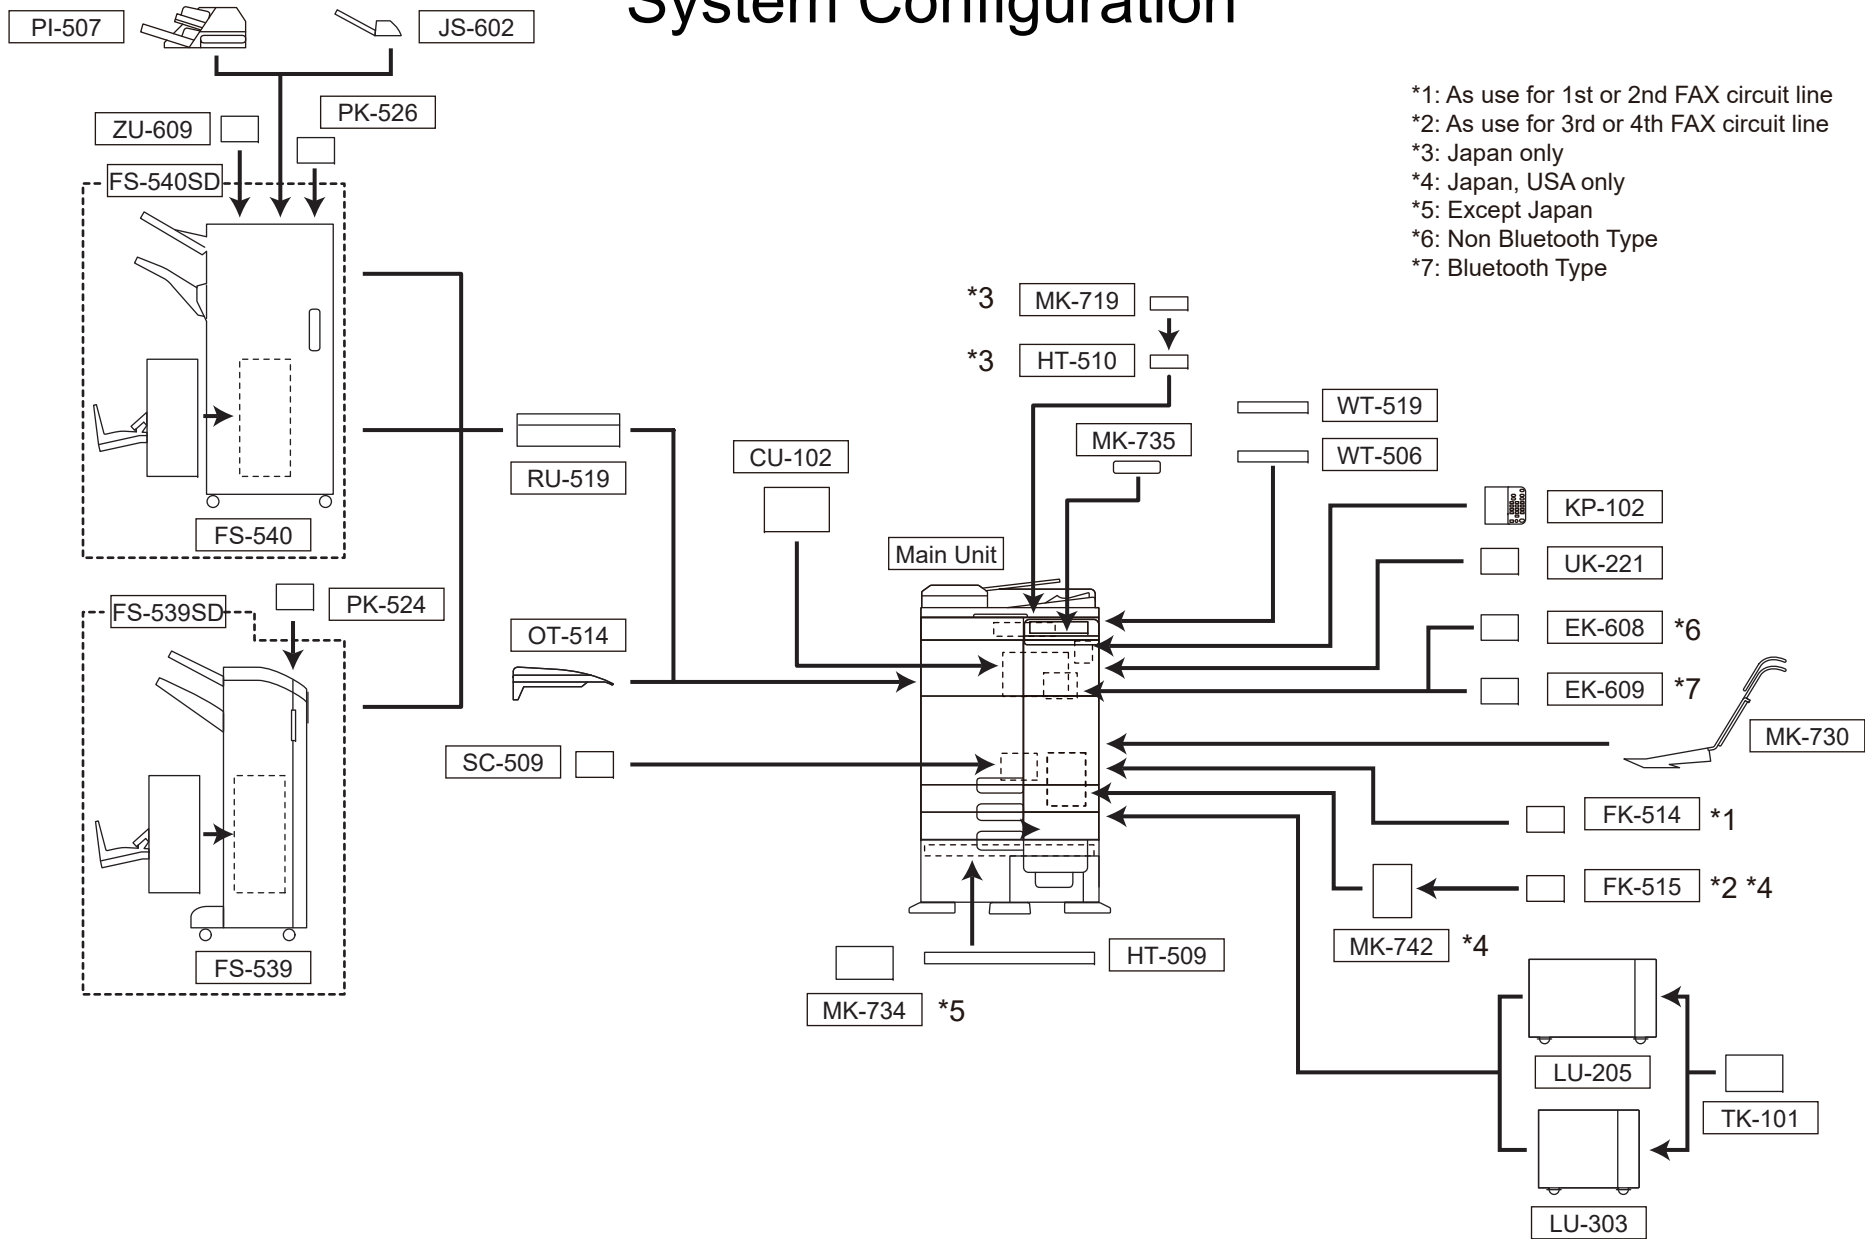 System Configuration
PI-507
JS-602
*1: As use for 1st or 2nd FAX circuit line
*2: As use for 3rd or 4th FAX circuit line
*3: Japan only
*4: Japan, USA only
*5: Except Japan
*6: Non Bluetooth Type
*7: Bluetooth Type
PK-526
ZU-609
FS-540SD
*3 MK-719
*3 HT-510
WT-519
MK-735
WT-506
CU-102
RU-519
KP-102
FS-540
Main Unit
UK-221
PK-524
FS-539SD
OT-514
EK-608 *6
EK-609 *7
MK-730
SC-509
FK-514 *1
FK-515 *2 *4
MK-742 *4
FS-539
HT-509
MK-734 *5
LU-205
TK-101
LU-303